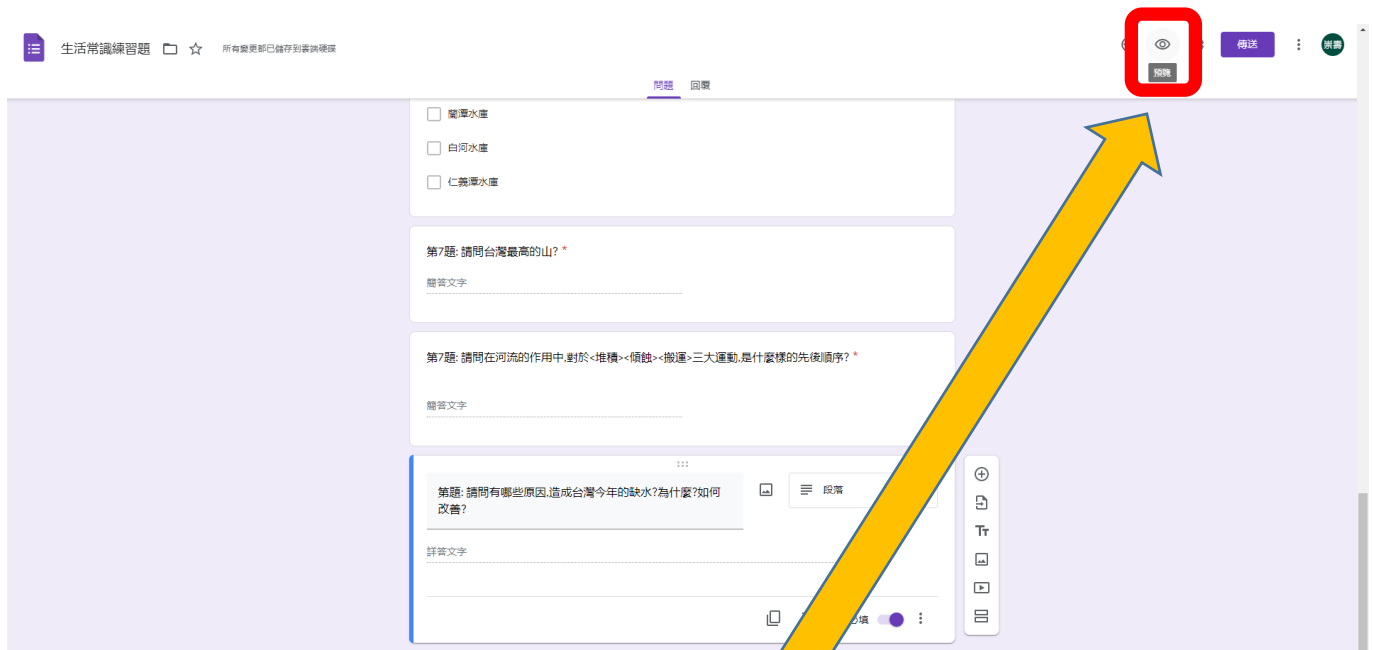 生活常識練習題
所有變更都已儲存到雲端硬碟
傳送
崇壽
預覽
問題 回覆
蘭潭水庫
白河水庫
仁義潭水庫
第7題: 請問台灣最高的山? *
簡答文字
第7題: 請問在河流的作用中,對於<堆積><傾蝕><搬運>三大運動,是什麼樣的先後順序? *
簡答文字
第題: 請問有哪些原因,造成台灣今年的缺水?為什麼?如何
改善?
段落
詳答文字
填
Tт